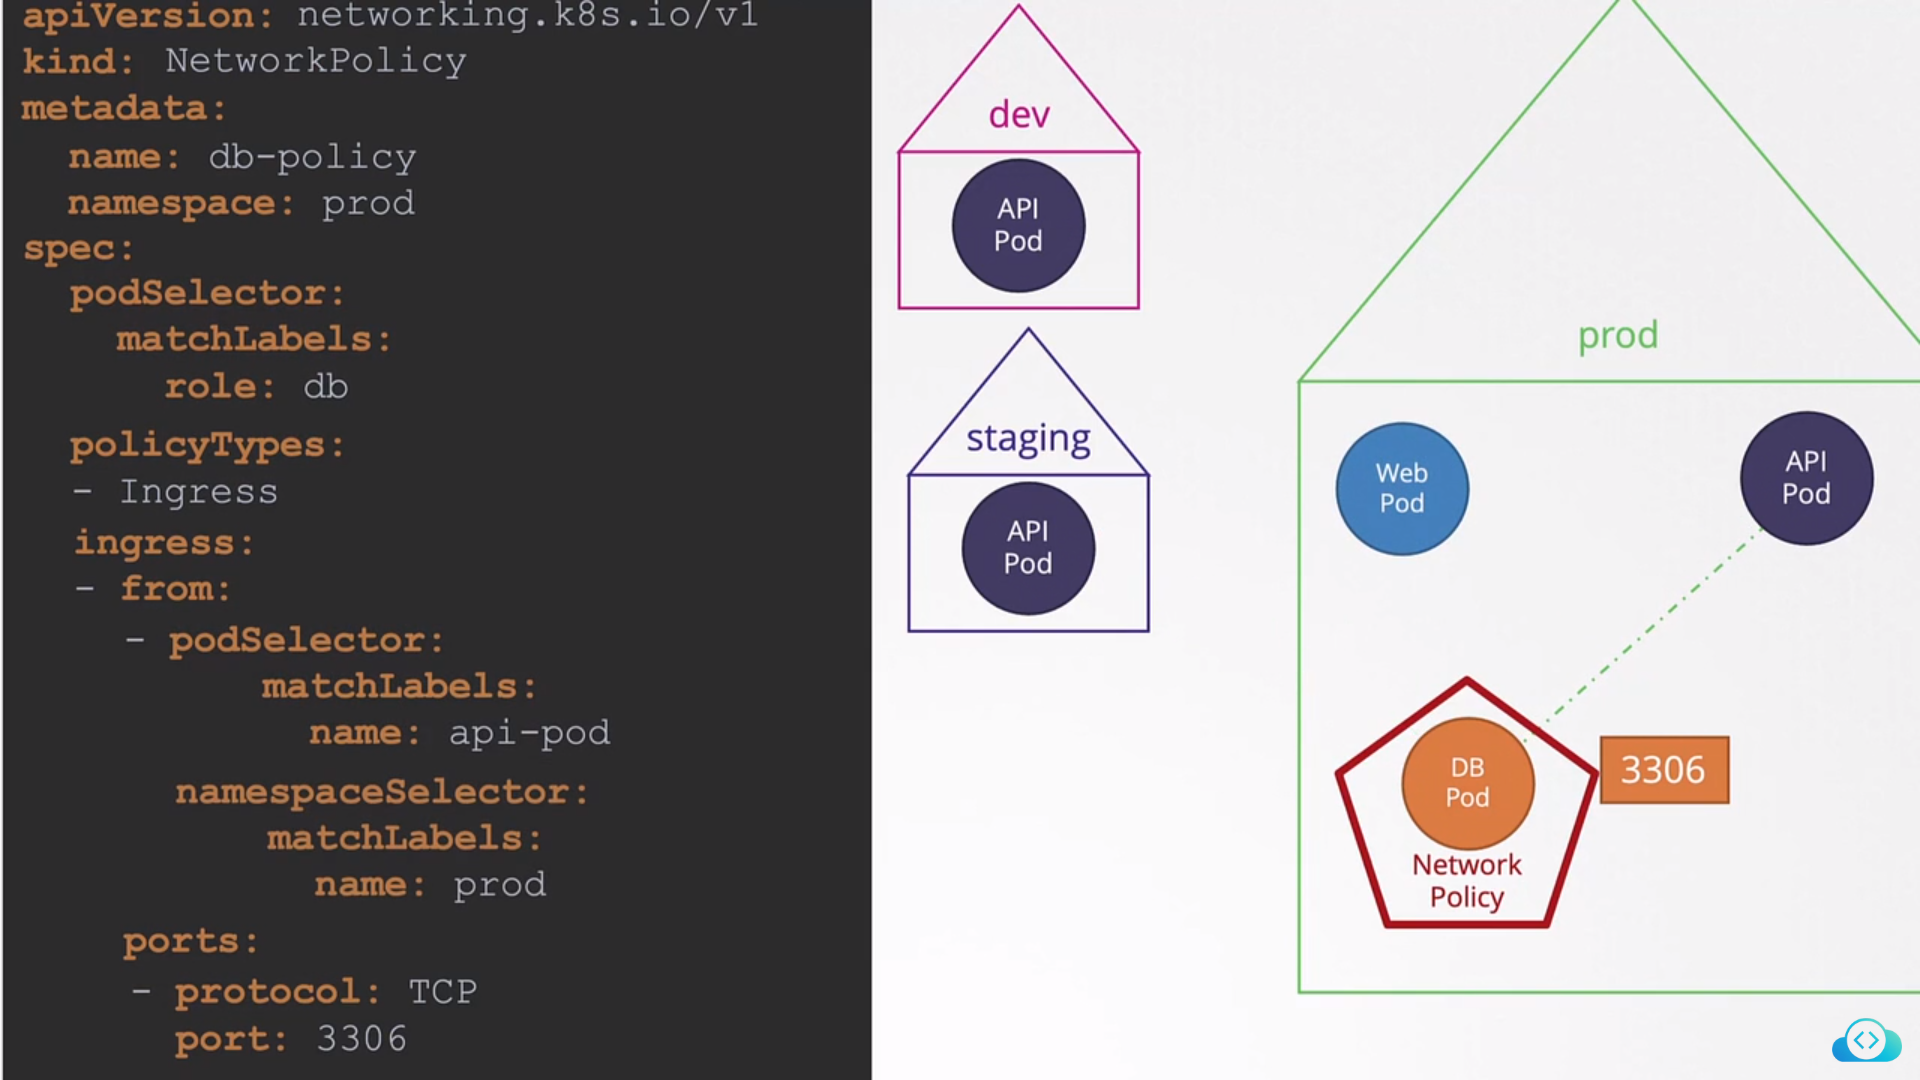 apiVersion: networking.k8s.io/v1
kind: NetworkPolicy
metadata:
  name: db-policy
  namespace: prod
spec:
  podSelector:
    matchLabels:
      role: db
  policyTypes:
  - Ingress
  ingress:
  - from:
    - podSelector:
        matchLabels:
          name: api-pod
      namespaceSelector:
        matchLabels:
          name: prod
    ports:
    - protocol: TCP
      port: 3306
dev
API
Pod
staging
API
Pod
prod
Web
Pod
API
Pod
DB
Pod
Network
Policy
3306